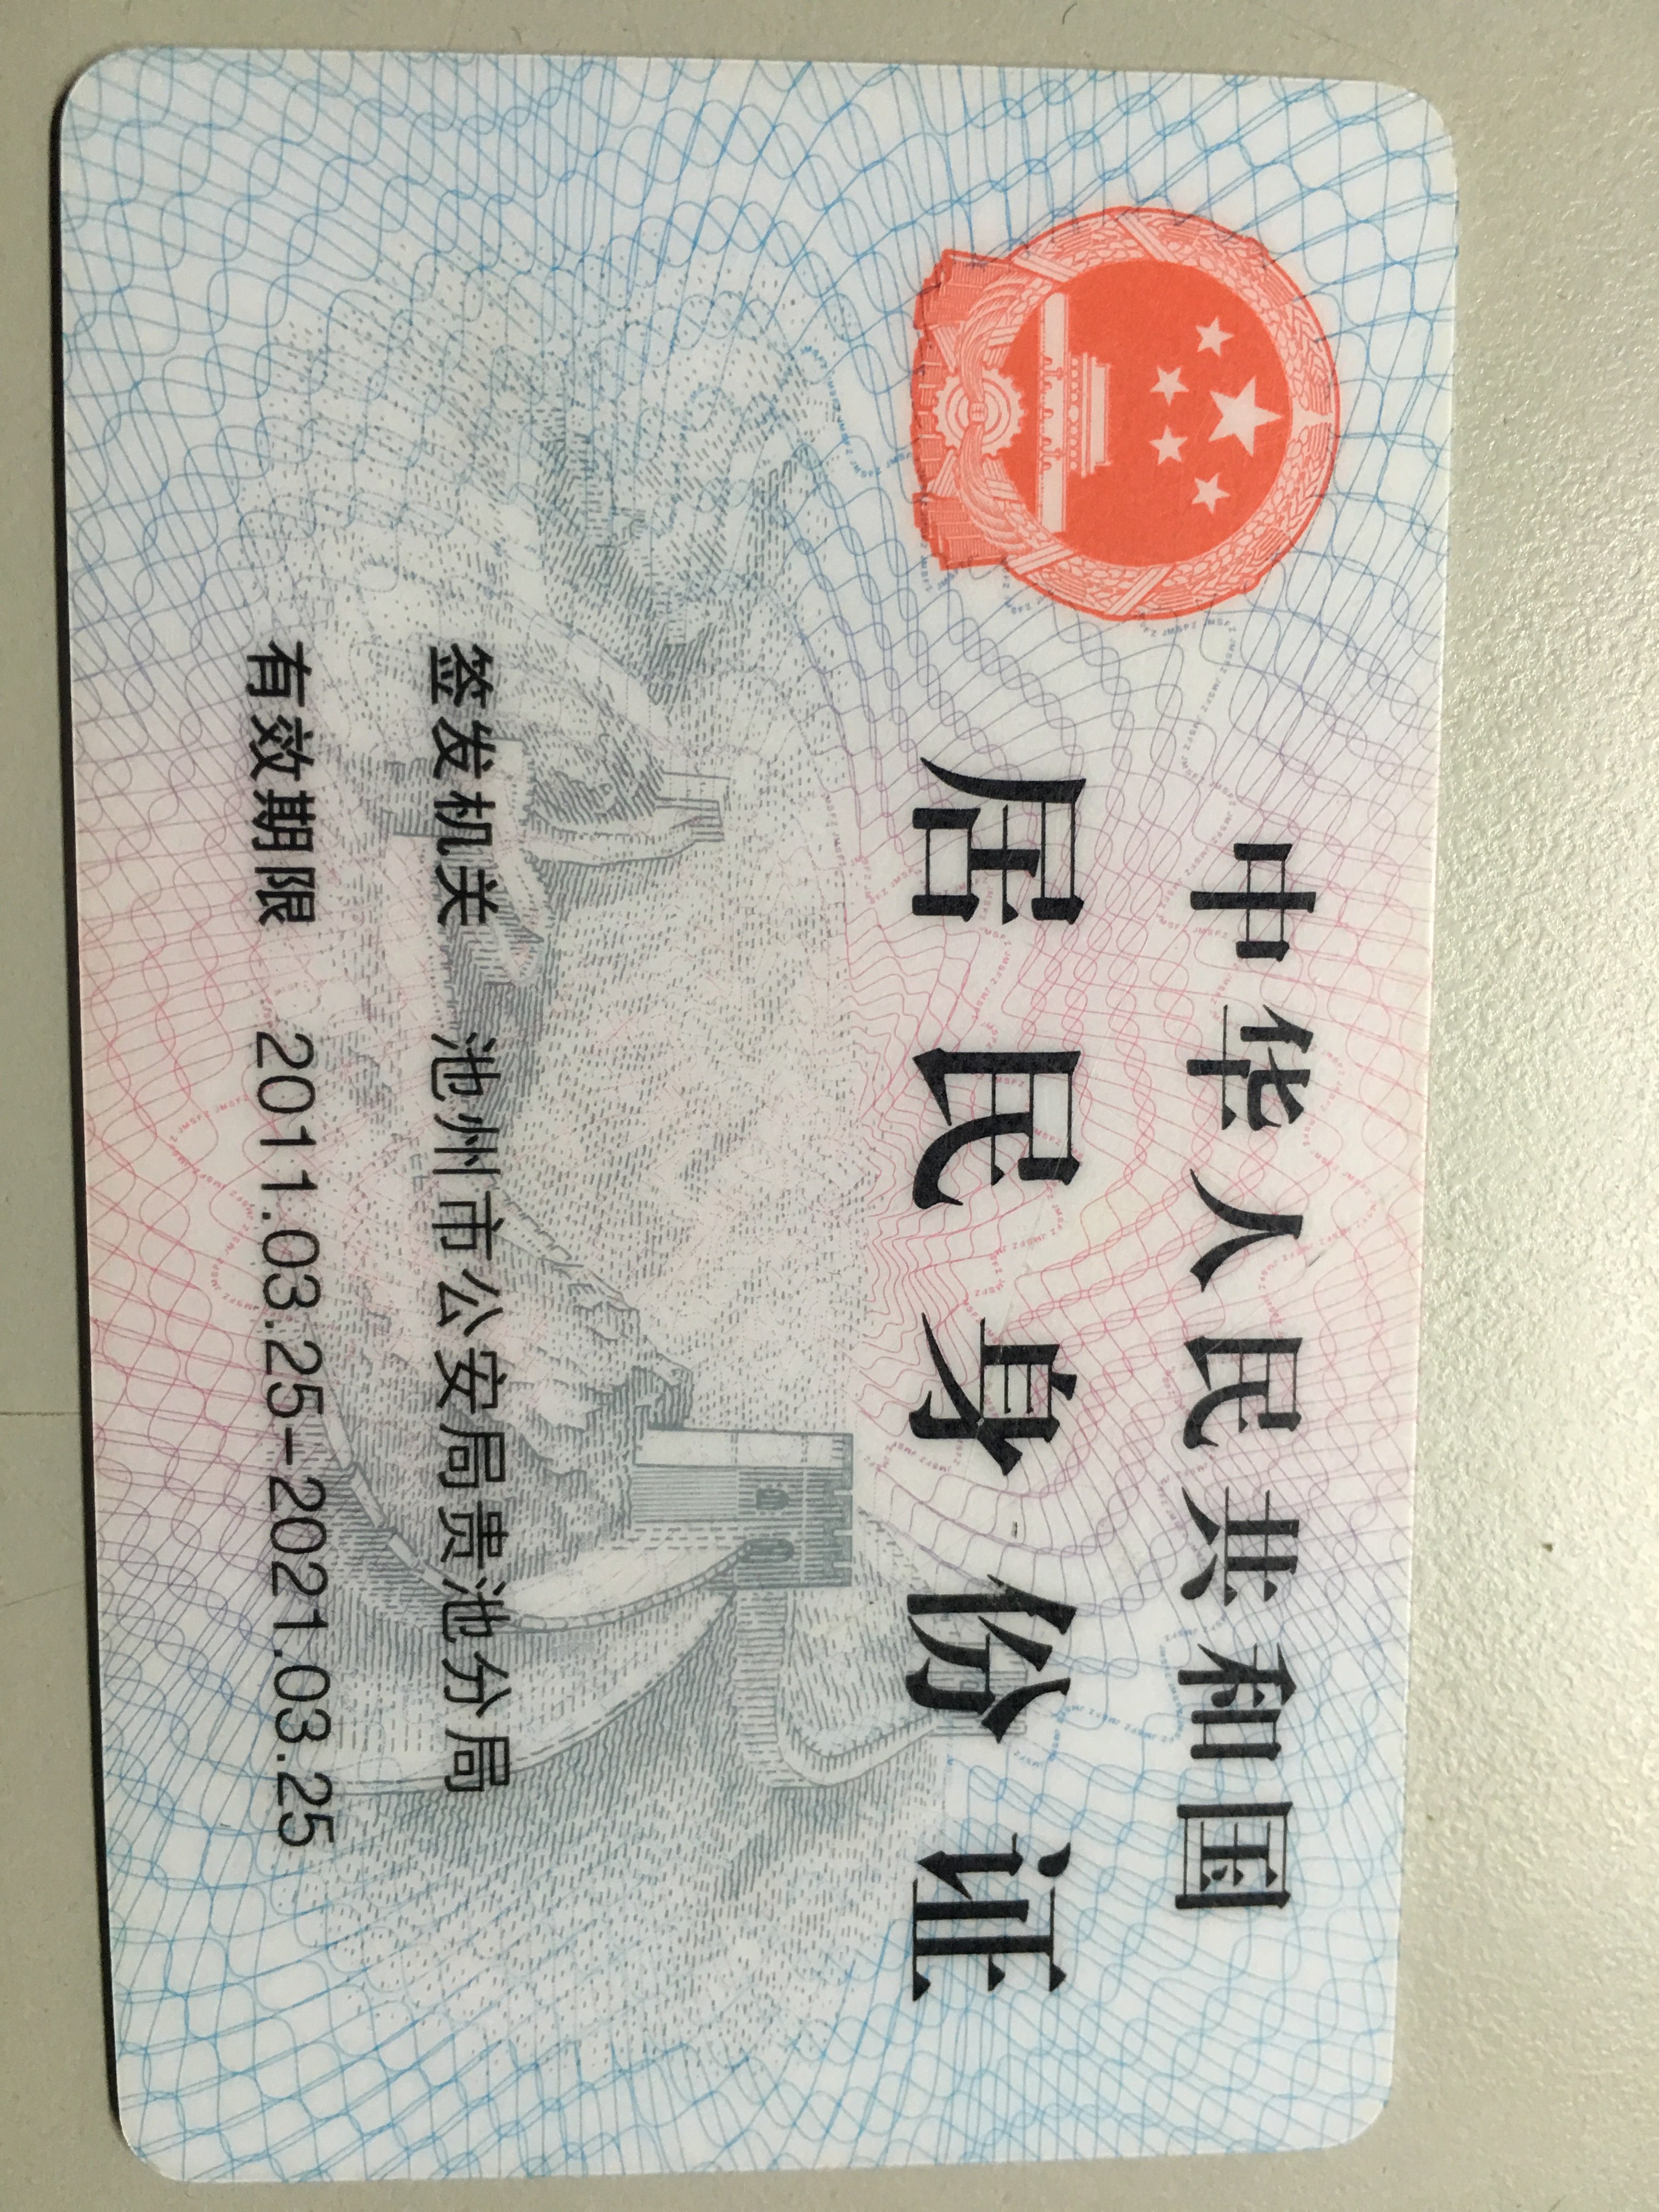 中华人民共和国
居民身份证
签发机关 池州市公安局贵池分局
有效期限 2011.03.25-2021.03.25